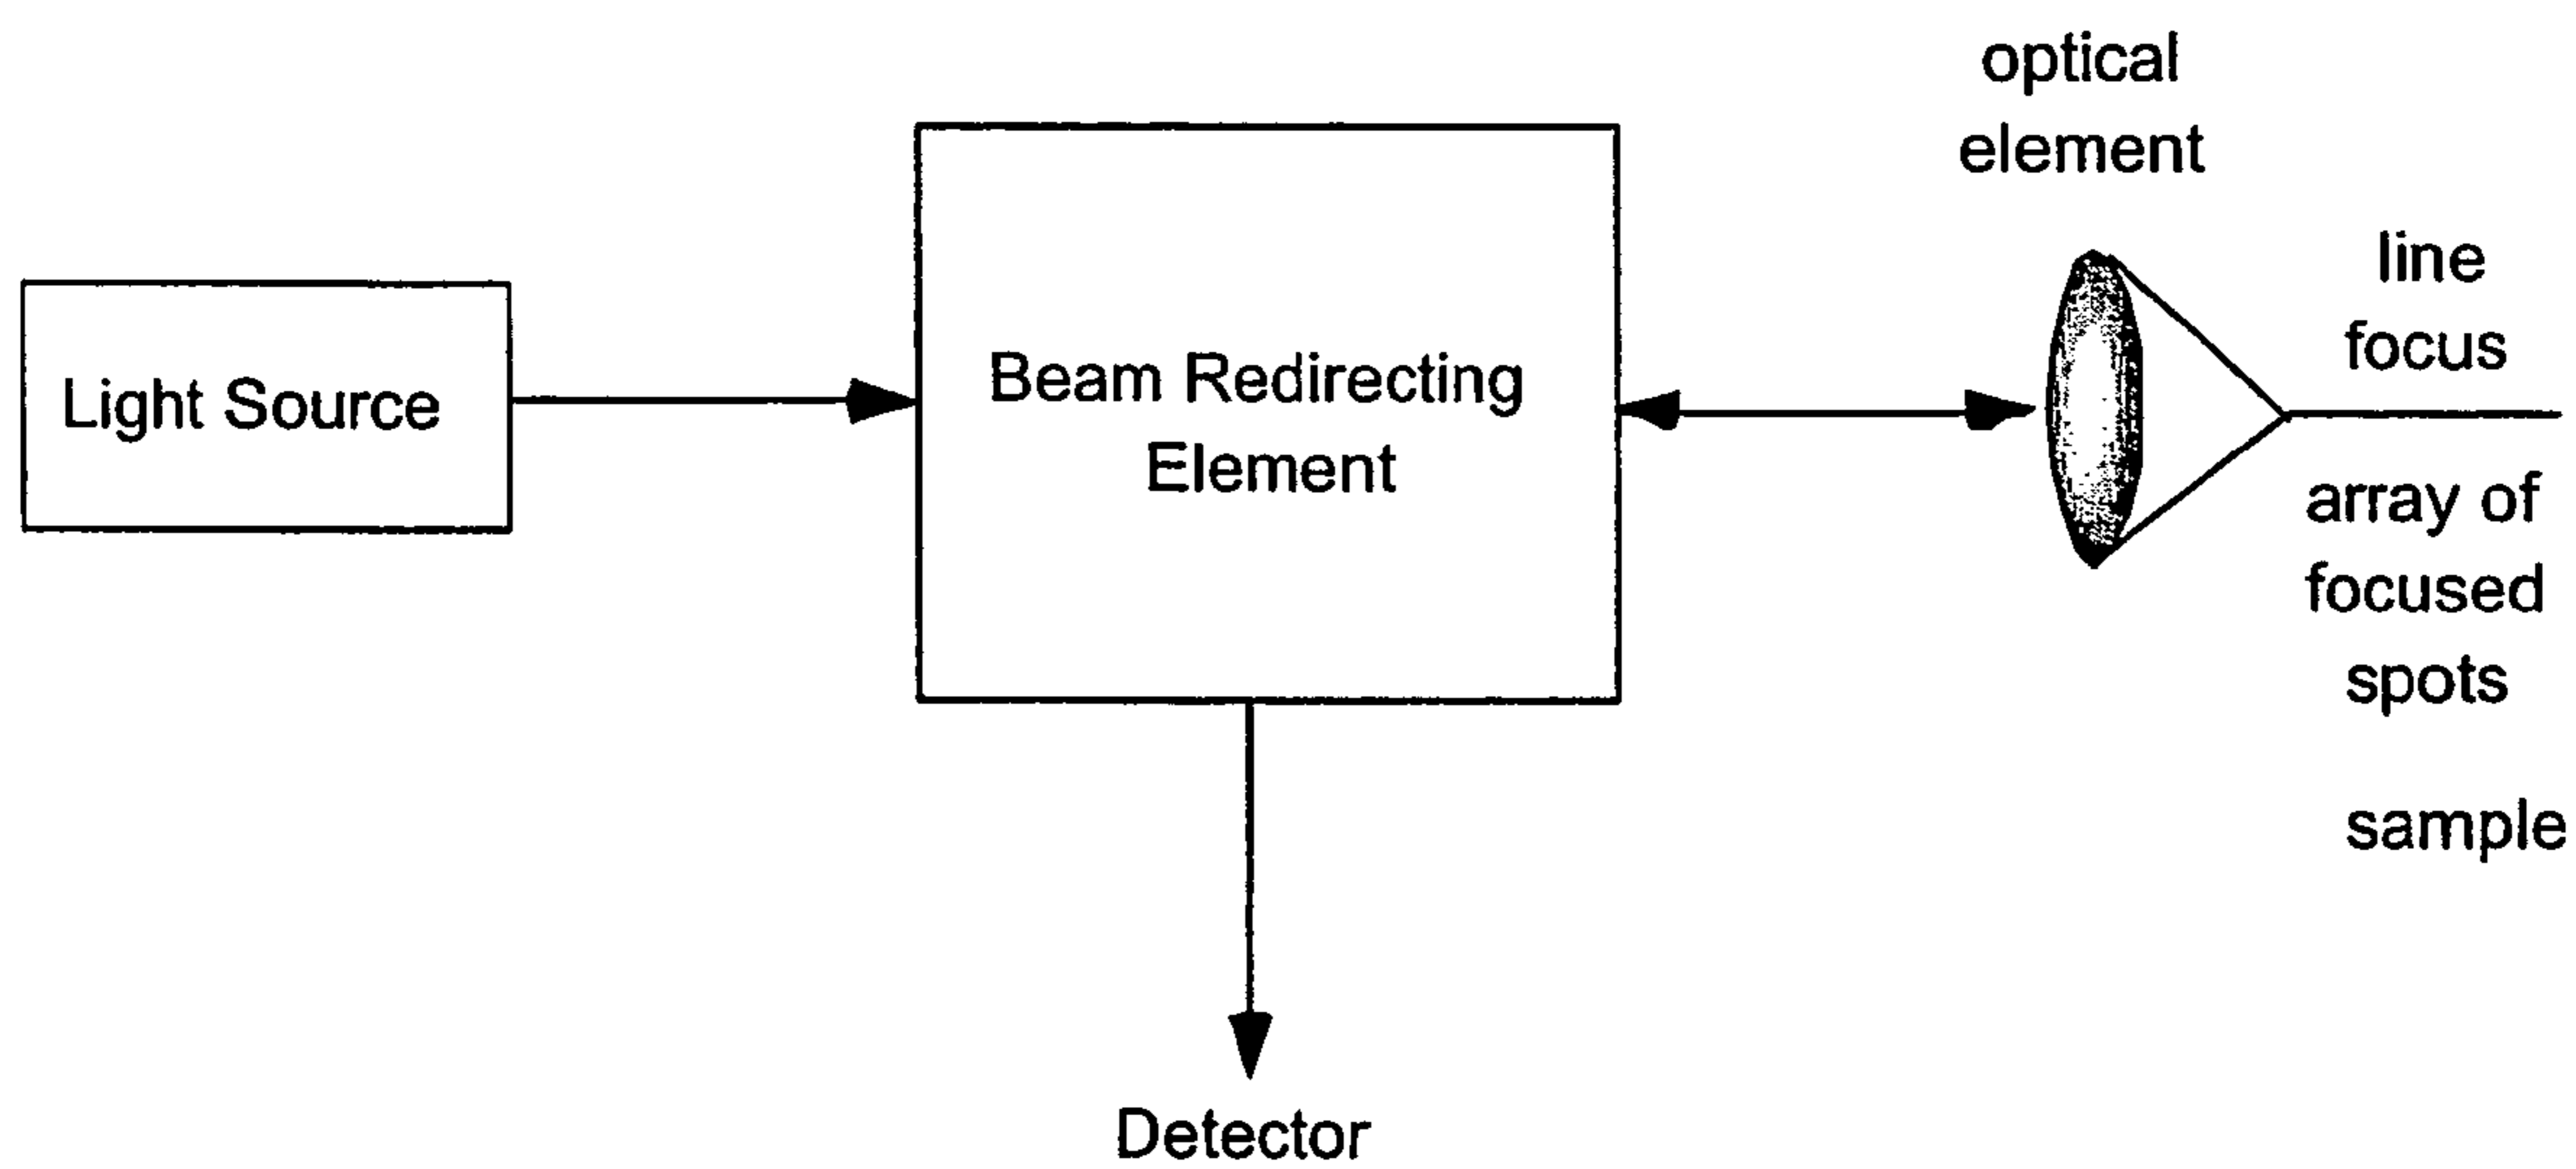 Light Source
Beam Redirecting
Element
optical
element
line
focus
array of
focused
spots
sample
Detector